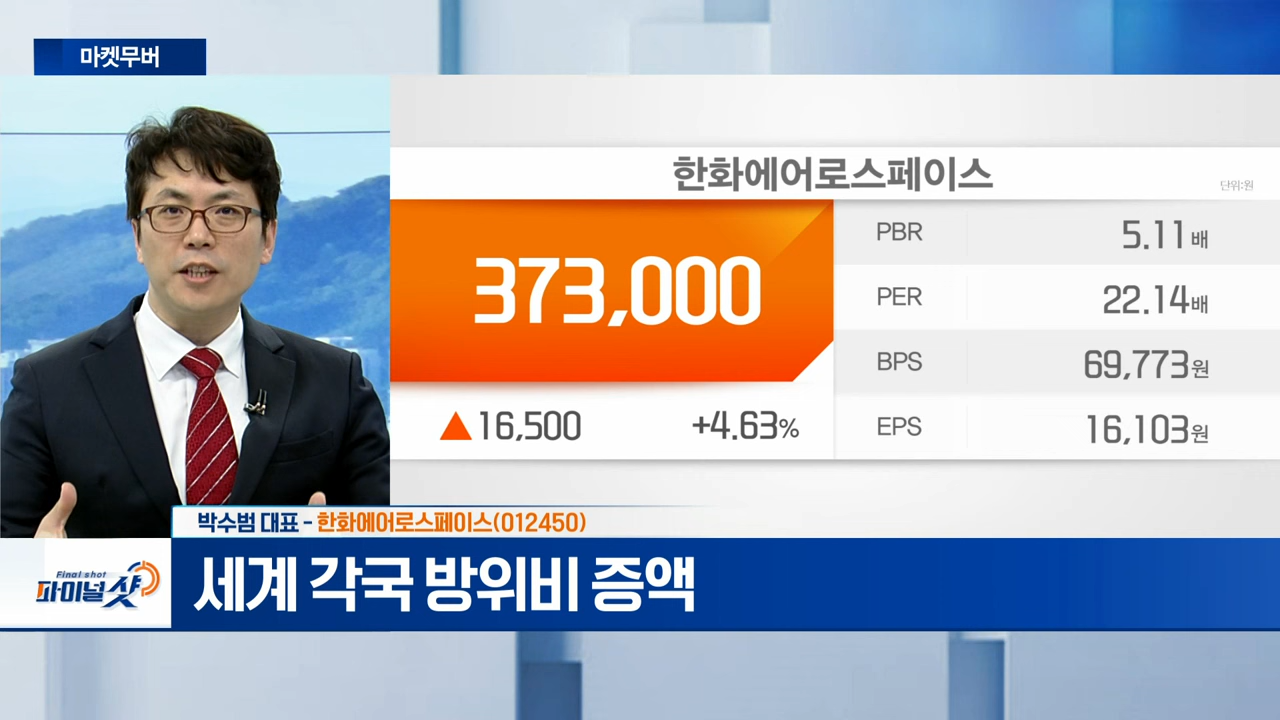 마켓무버
한화에어로스페이스
단위:원
373,000
▲16,500 +4.63%
PBR 5.11배
PER 22.14배
BPS 69,773원
EPS 16,103원
박수범 대표 - 한화에어로스페이스(012450)
Final shot
파이널샷
세계 각국 방위비 증액